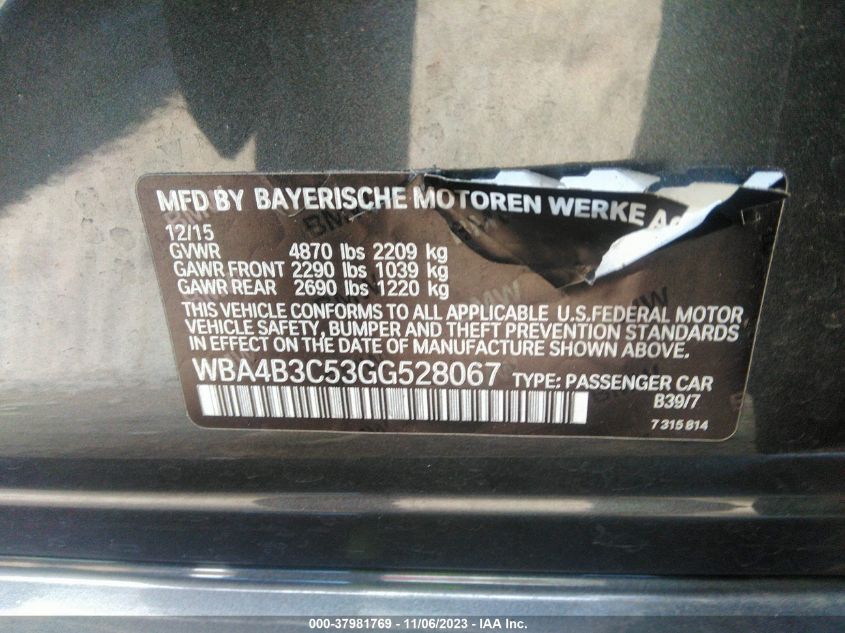 MFD BY BAYERISCHE MOTOREN WERKE AG
12/15
GVWR 4870 lbs 2209 kg
GAWR FRONT 2290 lbs 1039 kg
GAWR REAR 2690 lbs 1220 kg
THIS VEHICLE CONFORMS TO ALL APPLICABLE U.S.FEDERAL MOTOR
VEHICLE SAFETY, BUMPER AND THEFT PREVENTION STANDARDS
IN EFFECT ON THE DATE OF MANUFACTURE SHOWN ABOVE.
WBA4B3C53GG528067 TYPE: PASSENGER CAR
B39/7
7 315 814
000-37981769 - 11/06/2023 - IAA Inc.